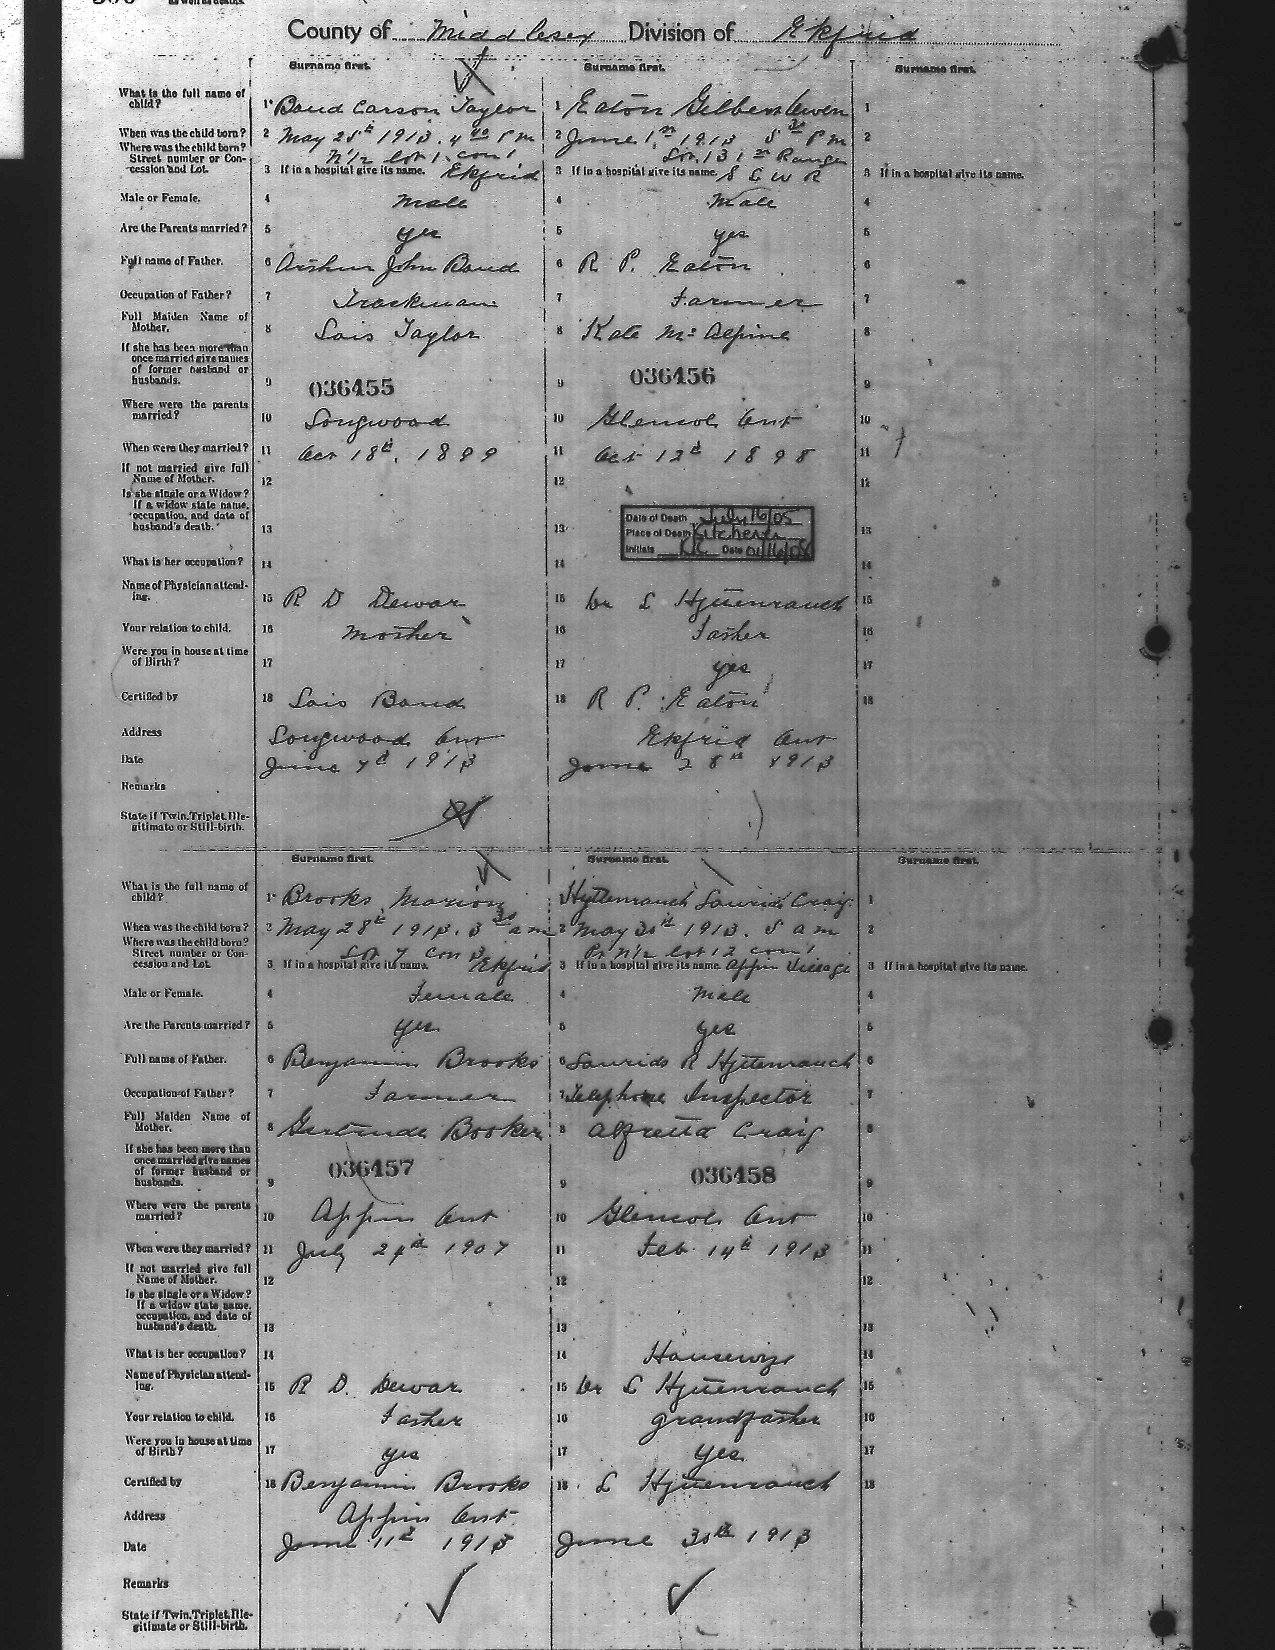 County of Middlesex Division of Ekfrid
Surname first. Surname first. Surname first.
What is the full name of child? 1 Baud Carson Taylor 1 Eaton Gilbert Owen 1
When was the child born? 2 May 25th 1913. 4 30 P m 2 June 1st 1913 8 30 P m 2
Where was the child born? Street number or Concession and Lot. N 1/2 lot 1. con 1 Ekfrid Lot 13 1st Range S L W R
3 If in a hospital give its name. 3 If in a hospital give its name. 3 If in a hospital give its name.
Male or Female. 4 male 4 Male 4
Are the Parents married? 5 yes 5 yes 5
Full name of Father. 6 Arthur John Baud 6 R. P. Eaton 6
Occupation of Father? 7 Trackman 7 Farmer 7
Full Maiden Name of Mother. 8 Lois Taylor 8 Kate McAlpine 8
If she has been more than once married give names of former husband or husbands. 9 9 9
036455 036456
Where were the parents married? 10 Longwood 10 Glencoe Ont 10
When were they married? 11 Oct 18th, 1899 11 Oct 12th 1898 11
If not married give full Name of Mother. 12 12 12
Is she single or a Widow? If a widow state name, occupation, and date of husband's death. 13 13 13
Date of Death July 16/05
Place of Death Kitchener
Initials Date
What is her occupation? 14 14 14
Name of Physician attending. 15 R D Dewar 15 Dr L Hyttenrauch 15
Your relation to child. 16 Mother 16 Father 16
Were you in house at time of Birth? 17 17 yes 17
Certified by 18 Lois Baud 18 R P. Eaton 18
Address Longwood Ont Ekfrid Ont
Date June 7th 1913 June 28th 1913
Remarks
State if Twin, Triplet, Illegitimate or Still-birth.
Surname first. Surname first. Surname first.
What is the full name of child? 1 Brooks, Marion 1 Hyttenrauch Laurids Craig 1
When was the child born? 2 May 28th 1913. 3 30 a m 2 May 30th 1913. 8 a m 2
Where was the child born? Street number or Concession and Lot. Lot 7 con 3 Ekfrid Pt N 1/2 lot 12 con 1 Appin Village
3 If in a hospital give its name. 3 If in a hospital give its name. 3 If in a hospital give its name.
Male or Female. 4 Female 4 Male 4
Are the Parents married? 5 yes 5 yes 5
Full name of Father. 6 Benjamin Brooks 6 Laurids R Hyttenrauch 6
Occupation of Father? 7 Farmer 7 Telephone Inspector 7
Full Maiden Name of Mother. 8 Gertrude Booker 8 Alfretta Craig 8
If she has been more than once married give names of former husband or husbands. 9 9 9
036457 036458
Where were the parents married? 10 Appin Ont 10 Glencoe Ont 10
When were they married? 11 July 24th 1907 11 Feb. 14th 1913 11
If not married give full Name of Mother. 12 12 12
Is she single or a Widow? If a widow state name, occupation, and date of husband's death. 13 13 13
What is her occupation? 14 14 Housewife 14
Name of Physician attending. 15 R D. Dewar 15 Dr L Hyttenrauch 15
Your relation to child. 16 Father 16 grandfather 16
Were you in house at time of Birth? 17 yes 17 yes 17
Certified by 18 Benjamin Brooks 18 L Hyttenrauch 18
Address Appin Ont.
Date June 11th 1913 June 30th 1913
Remarks
State if Twin, Triplet, Illegitimate or Still-birth.